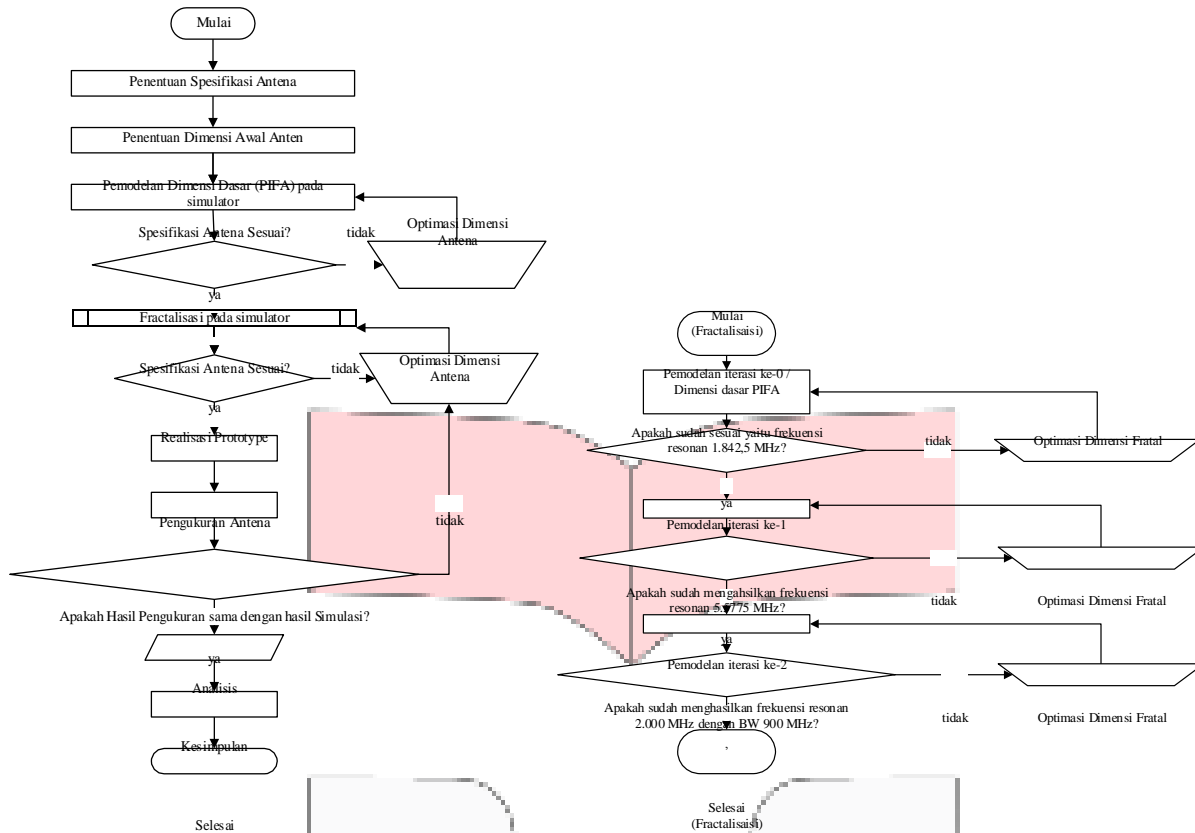 Mulai
Penentuan Spesifikasi Antena
Penentuan Dimensi Awal Anten
Pemodelan Dimensi Dasar (PIFA) pada
simulator
Spesifikasi Antena Sesuai?
tidak
Optimasi Dimensi
Antena
ya
Fractalisasi pada simulator
Spesifikasi Antena Sesuai?
tidak
Optimasi Dimensi
Antena
ya
Realisasi Prototype
Pengukuran Antena
tidak
Apakah Hasil Pengukuran sama dengan hasil Simulasi?
ya
Analisis
Kesimpulan
Selesai
Mulai
(Fractalisaisi)
Pemodelan iterasi ke-0 /
Dimensi dasar PIFA
Apakah sudah sesuai yaitu frekuensi
resonan 1.842,5 MHz?
tidak
Optimasi Dimensi Fratal
ya
Pemodelan iterasi ke-1
Apakah sudah mengahsilkan frekuensi
resonan MHz?
tidak
Optimasi Dimensi Fratal
ya
Pemodelan iterasi ke-2
Apakah sudah menghasilkan frekuensi resonan
2.000 MHz dengan BW 900 MHz?
tidak
Optimasi Dimensi Fratal
,
Selesai
(Fractalisaisi)